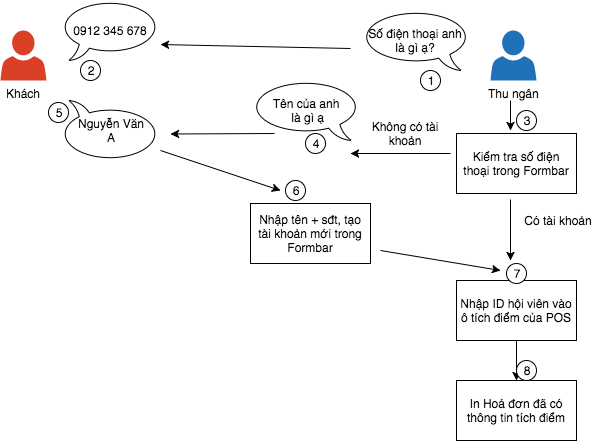 Số điện thoại anh
là gì ạ?
1
Thu ngân
0912 345 678
2
Khách
3
Kiểm tra số điện
thoại trong Formbar
Không có tài
khoản
Tên của anh
là gì ạ
4
5
Nguyễn Văn
A
6
Nhập tên + sđt, tạo
tài khoản mới trong
Formbar
Có tài khoản
7
Nhập ID hội viên vào
ô tích điểm của POS
8
In Hoá đơn đã có
thông tin tích điểm